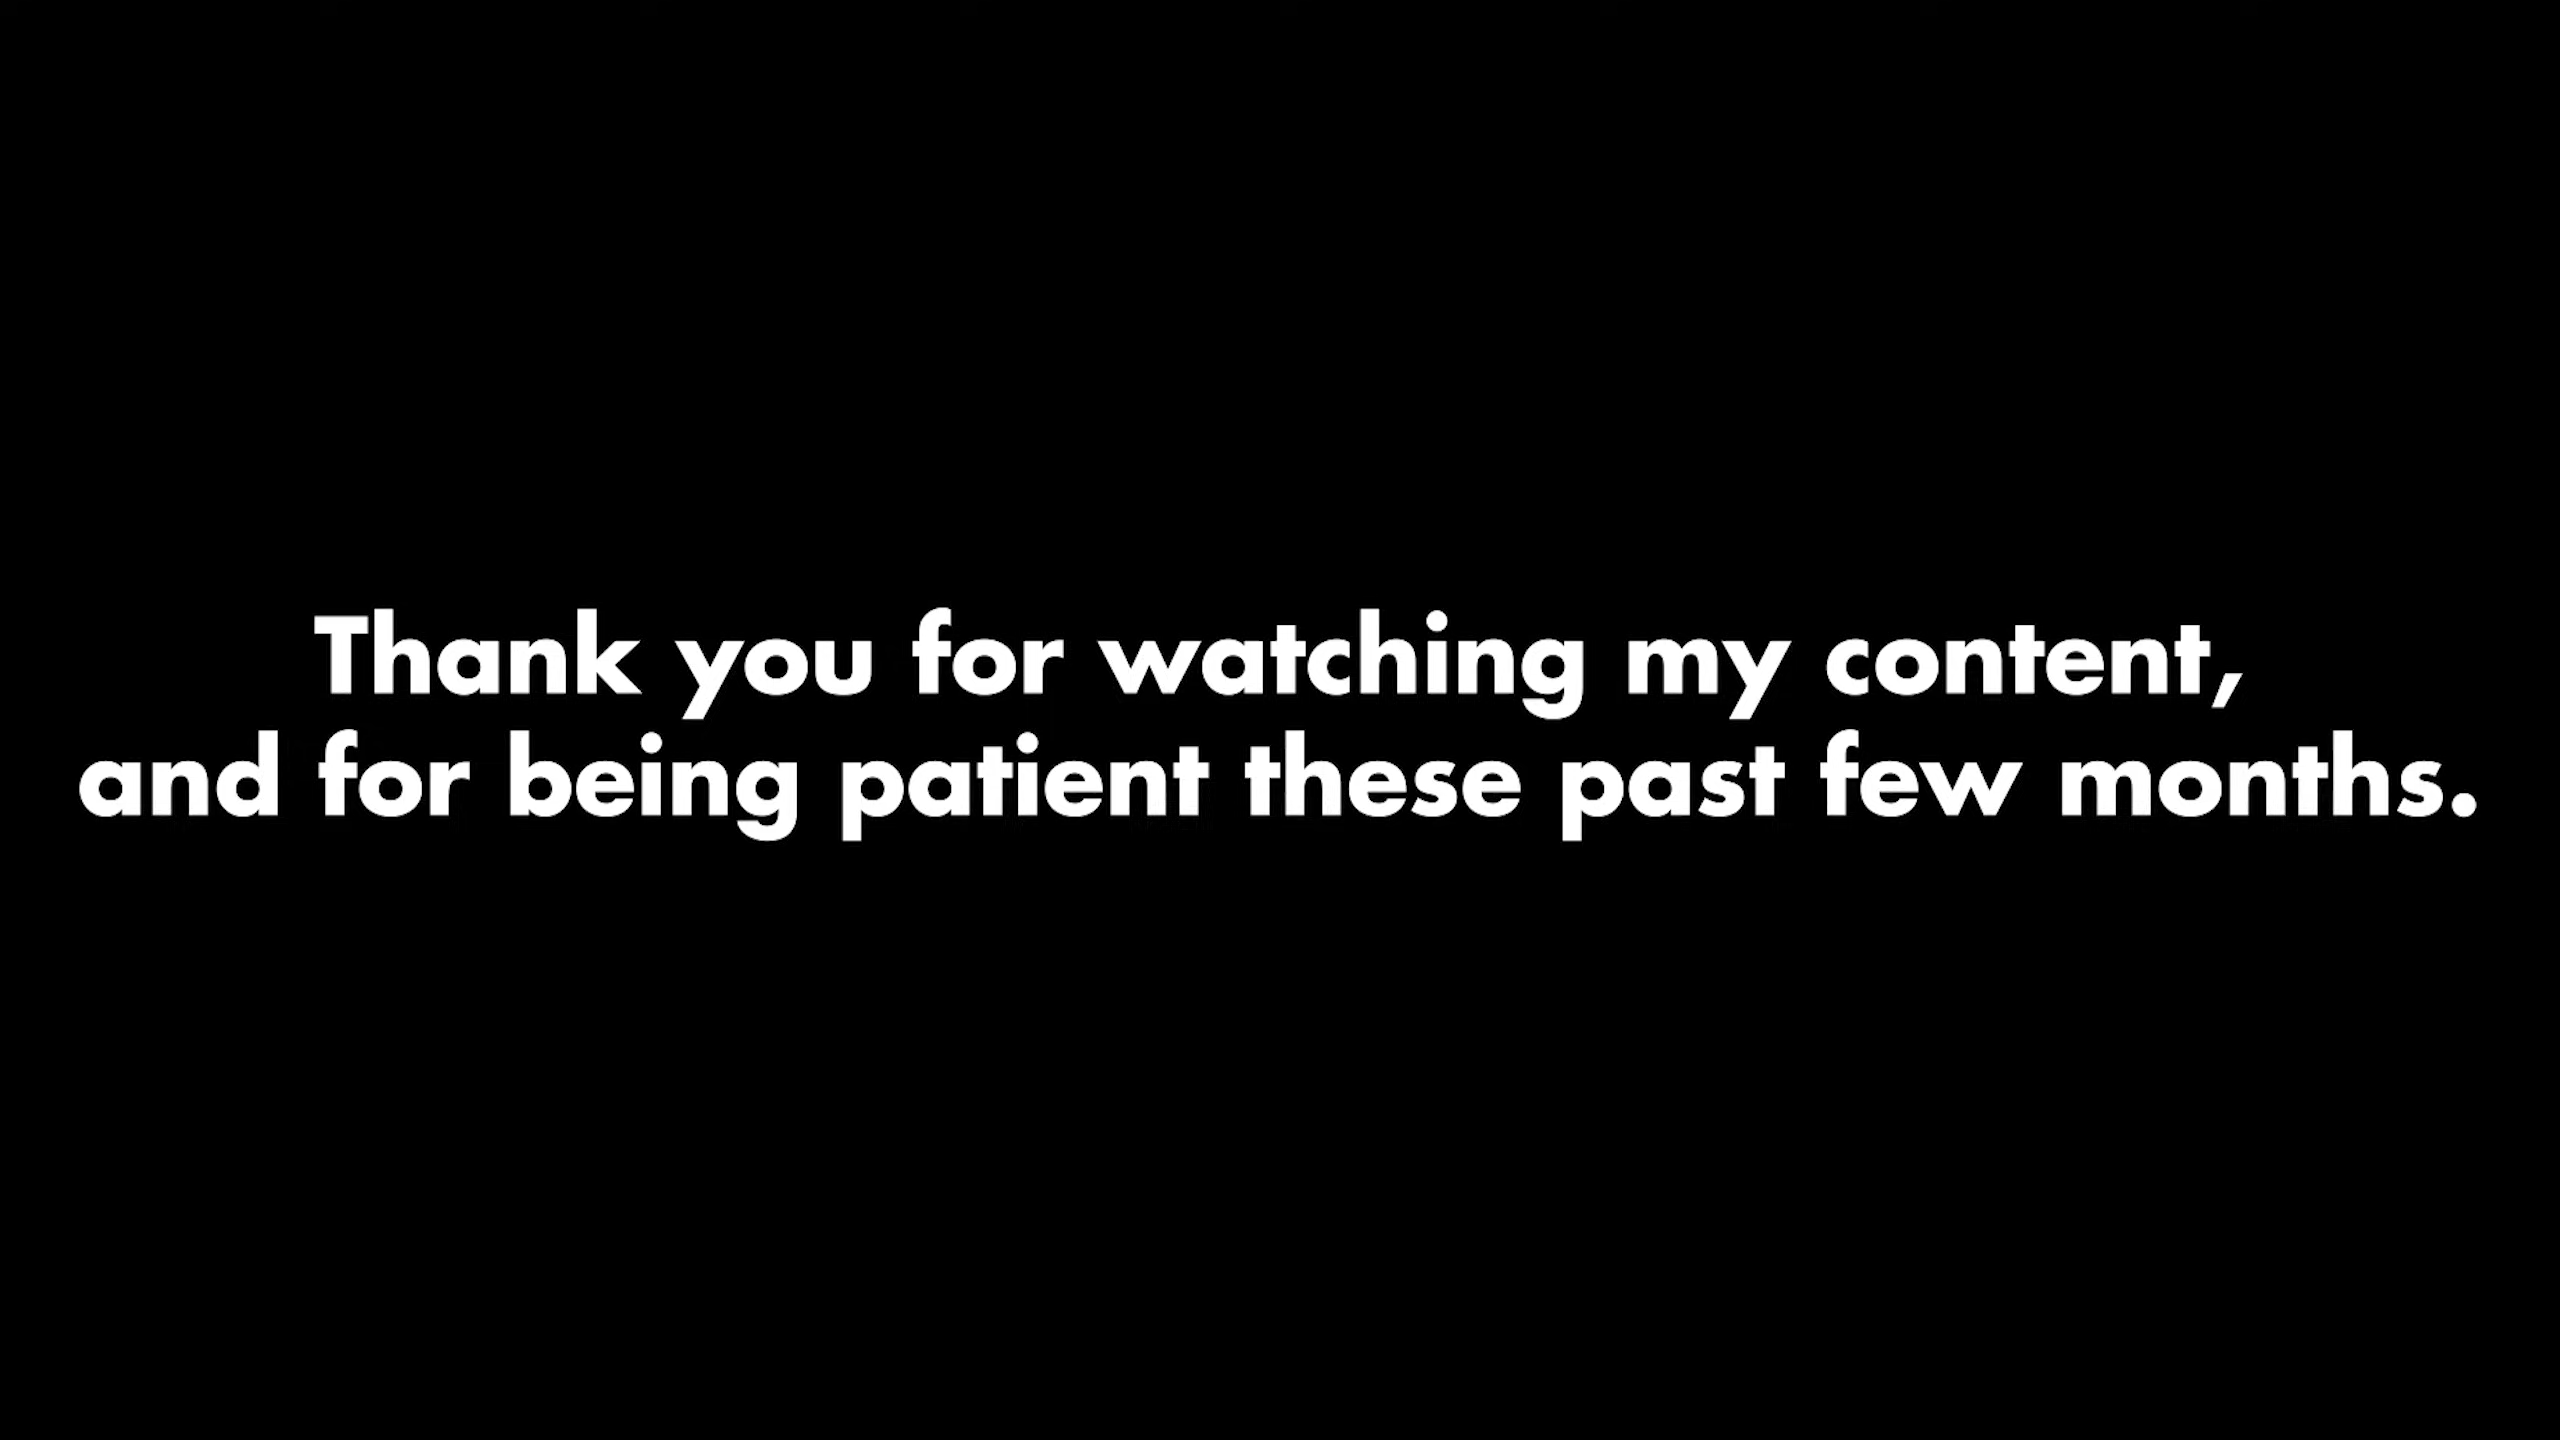 Thank you for watching my content,
and for being patient these past few months.